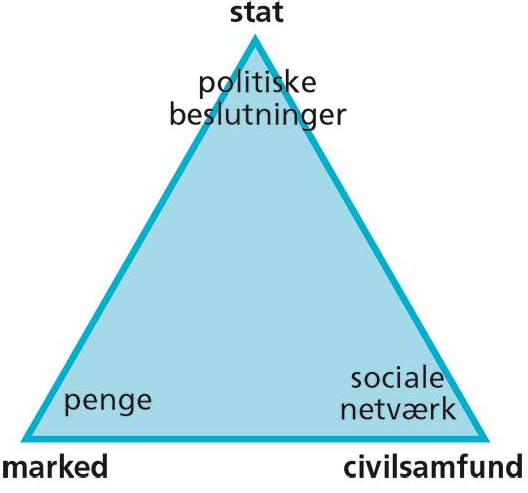 stat
politiske
beslutninger
penge
sociale
netværk
marked
civilsamfund